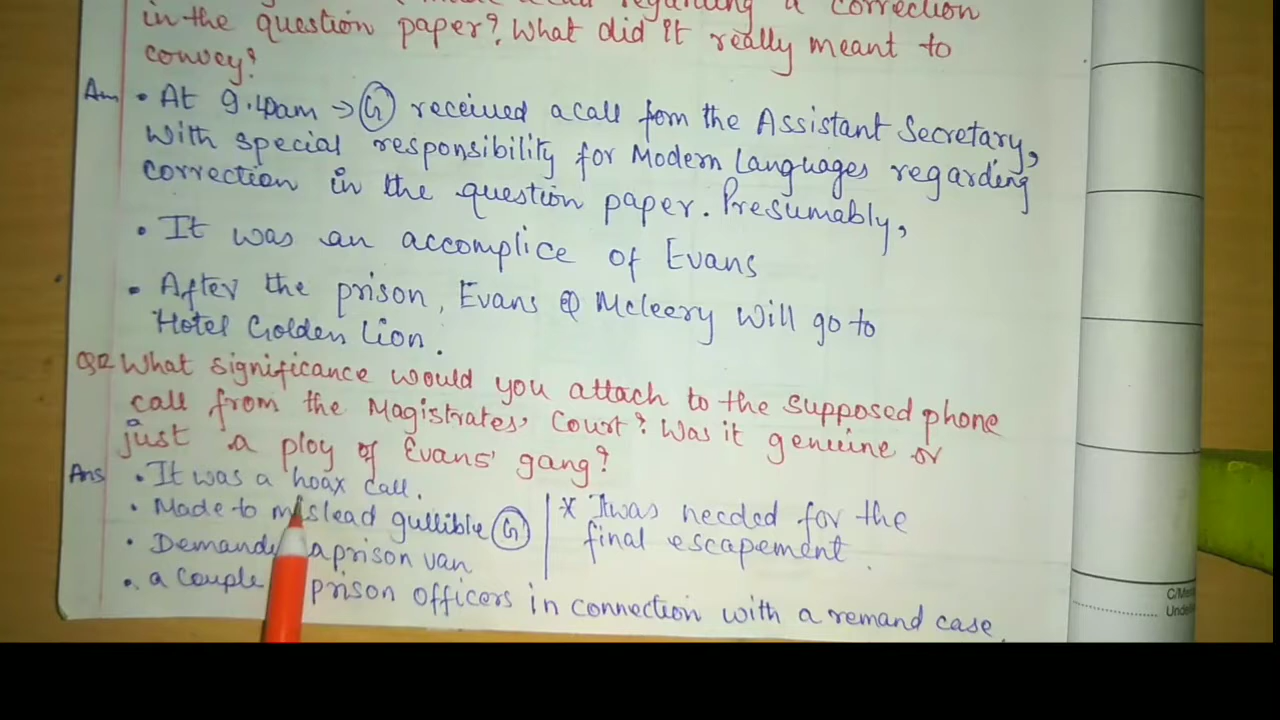 regarding a correction
in the question paper? What did it really meant to
convey?
Ans • At 9.40am → (G) received a call fom the Assistant Secretary,
With special responsibility for Modern Languages regarding
correction in the question paper. Presumably,
• It was an accomplice of Evans
• After the prison, Evans @ Mcleery will go to
Hotel Golden Lion.
Q2 What significance would you attach to the supposed phone
call from the Magistrates' Court? Was it genuine or
just a ploy of Evans' gang?
Ans • It was a hoax call.
• Made to mislead gullible (G)
• Demand a prison van
• a couple prison officers in connection with a remand case.
* It was needed for the
final escapement.